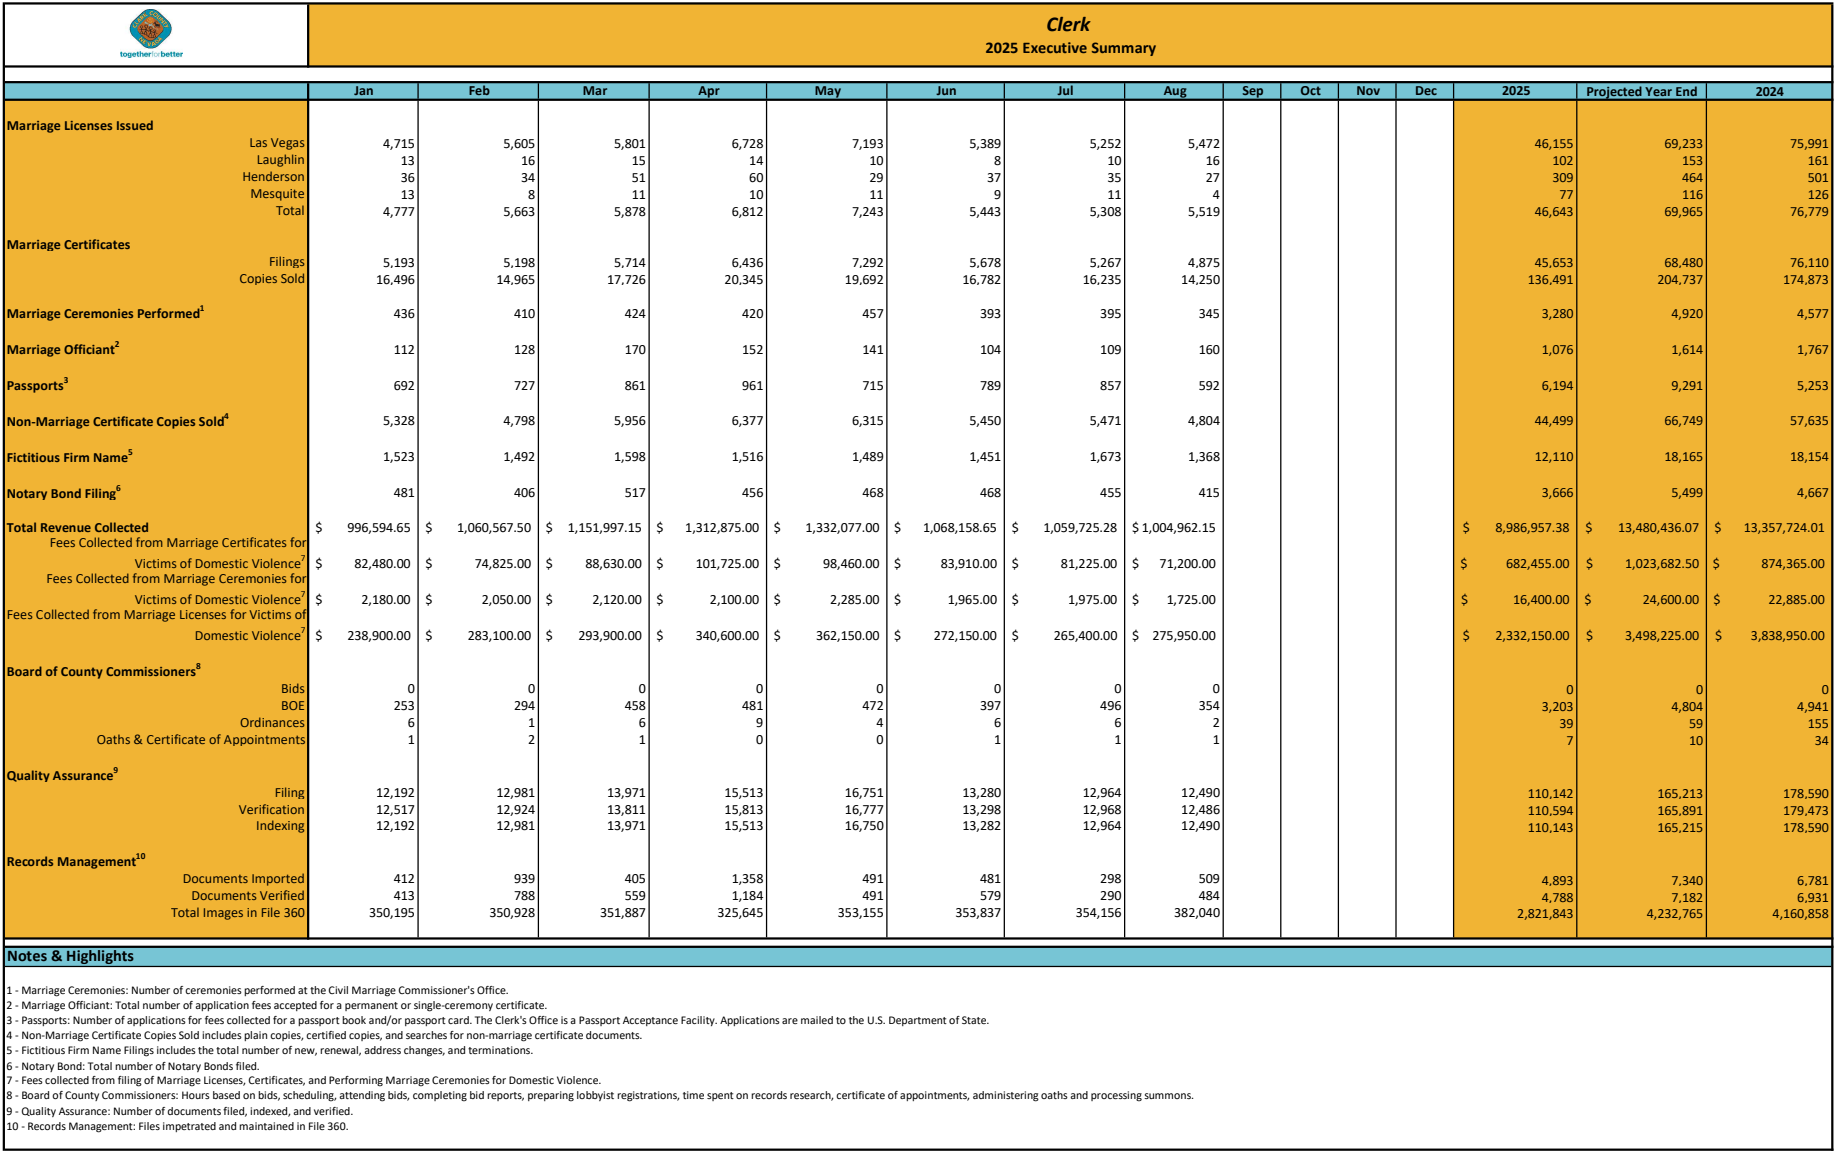 CLARK COUNTY
NEVADA
togetherforbetter
Clerk
2025 Executive Summary
Jan Feb Mar Apr May Jun Jul Aug Sep Oct Nov Dec 2025 Projected Year End 2024
Marriage Licenses Issued
Las Vegas 4,715 5,605 5,801 6,728 7,193 5,389 5,252 5,472 46,155 69,233 75,991
Laughlin 13 16 15 14 10 8 10 16 102 153 161
Henderson 36 34 51 60 29 37 35 27 309 464 501
Mesquite 13 8 11 10 11 9 11 4 77 116 126
Total 4,777 5,663 5,878 6,812 7,243 5,443 5,308 5,519 46,643 69,965 76,779
Marriage Certificates
Filings 5,193 5,198 5,714 6,436 7,292 5,678 5,267 4,875 45,653 68,480 76,110
Copies Sold 16,496 14,965 17,726 20,345 19,692 16,782 16,235 14,250 136,491 204,737 174,873
Marriage Ceremonies Performed1 436 410 424 420 457 393 395 345 3,280 4,920 4,577
Marriage Officiant2 112 128 170 152 141 104 109 160 1,076 1,614 1,767
Passports3 692 727 861 961 715 789 857 592 6,194 9,291 5,253
Non-Marriage Certificate Copies Sold4 5,328 4,798 5,956 6,377 6,315 5,450 5,471 4,804 44,499 66,749 57,635
Fictitious Firm Name5 1,523 1,492 1,598 1,516 1,489 1,451 1,673 1,368 12,110 18,165 18,154
Notary Bond Filing6 481 406 517 456 468 468 455 415 3,666 5,499 4,667
Total Revenue Collected $ 996,594.65 $ 1,060,567.50 $ 1,151,997.15 $ 1,312,875.00 $ 1,332,077.00 $ 1,068,158.65 $ 1,059,725.28 $ 1,004,962.15 $ 8,986,957.38 $ 13,480,436.07 $ 13,357,724.01
Fees Collected from Marriage Certificates for
Victims of Domestic Violence7 $ 82,480.00 $ 74,825.00 $ 88,630.00 $ 101,725.00 $ 98,460.00 $ 83,910.00 $ 81,225.00 $ 71,200.00 $ 682,455.00 $ 1,023,682.50 $ 874,365.00
Fees Collected from Marriage Ceremonies for
Victims of Domestic Violence7 $ 2,180.00 $ 2,050.00 $ 2,120.00 $ 2,100.00 $ 2,285.00 $ 1,965.00 $ 1,975.00 $ 1,725.00 $ 16,400.00 $ 24,600.00 $ 22,885.00
Fees Collected from Marriage Licenses for Victims of
Domestic Violence7 $ 238,900.00 $ 283,100.00 $ 293,900.00 $ 340,600.00 $ 362,150.00 $ 272,150.00 $ 265,400.00 $ 275,950.00 $ 2,332,150.00 $ 3,498,225.00 $ 3,838,950.00
Board of County Commissioners8
Bids 0 0 0 0 0 0 0 0 0 0 0
BOE 253 294 458 481 472 397 496 354 3,203 4,804 4,941
Ordinances 6 1 6 9 4 6 6 2 39 59 155
Oaths & Certificate of Appointments 1 2 1 0 0 1 1 1 7 10 34
Quality Assurance9
Filing 12,192 12,981 13,971 15,513 16,751 13,280 12,964 12,490 110,142 165,213 178,590
Verification 12,517 12,924 13,811 15,813 16,777 13,298 12,968 12,486 110,594 165,891 179,473
Indexing 12,192 12,981 13,971 15,513 16,750 13,282 12,964 12,490 110,143 165,215 178,590
Records Management10
Documents Imported 412 939 405 1,358 491 481 298 509 4,893 7,340 6,781
Documents Verified 413 788 559 1,184 491 579 290 484 4,788 7,182 6,931
Total Images in File 360 350,195 350,928 351,887 325,645 353,155 353,837 354,156 382,040 2,821,843 4,232,765 4,160,858
Notes & Highlights
1 - Marriage Ceremonies: Number of ceremonies performed at the Civil Marriage Commissioner's Office.
2 - Marriage Officiant: Total number of application fees accepted for a permanent or single-ceremony certificate.
3 - Passports: Number of applications for fees collected for a passport book and/or passport card. The Clerk's Office is a Passport Acceptance Facility. Applications are mailed to the U.S. Department of State.
4 - Non-Marriage Certificate Copies Sold includes plain copies, certified copies, and searches for non-marriage certificate documents.
5 - Fictitious Firm Name Filings includes the total number of new, renewal, address changes, and terminations.
6 - Notary Bond: Total number of Notary Bonds filed.
7 - Fees collected from filing of Marriage Licenses, Certificates, and Performing Marriage Ceremonies for Domestic Violence.
8 - Board of County Commissioners: Hours based on bids, scheduling, attending bids, completing bid reports, preparing lobbyist registrations, time spent on records research, certificate of appointments, administering oaths and processing summons.
9 - Quality Assurance: Number of documents filed, indexed, and verified.
10 - Records Management: Files impetrated and maintained in File 360.